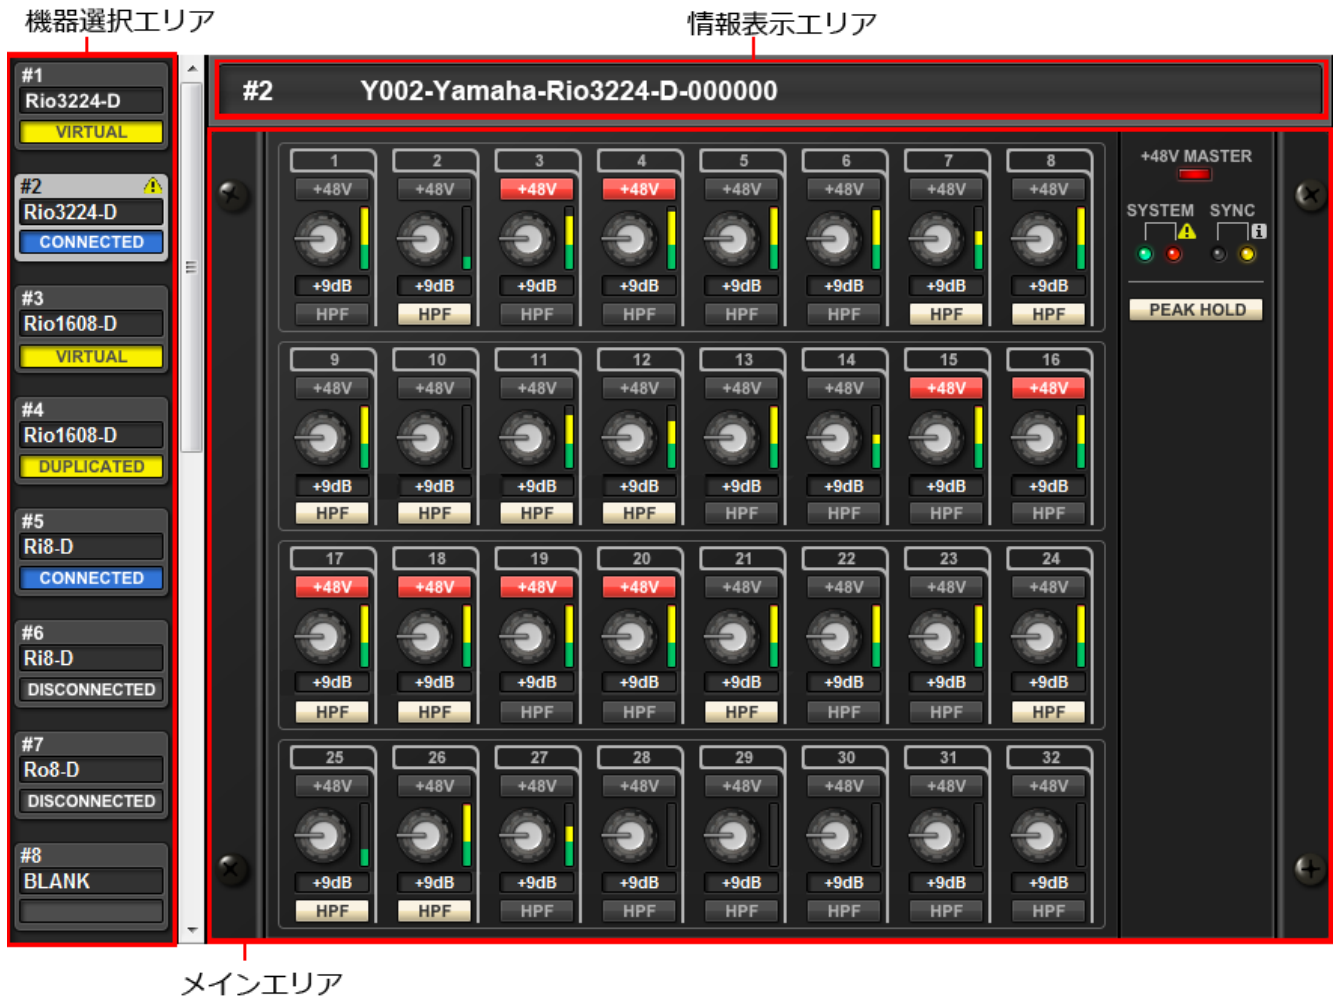 機器選択エリア
情報表示エリア
#1
Rio3224-D
VIRTUAL
#2
Rio3224-D
CONNECTED
#3
Rio1608-D
VIRTUAL
#4
Rio1608-D
DUPLICATED
#5
Ri8-D
CONNECTED
#6
Ri8-D
DISCONNECTED
#7
Ro8-D
DISCONNECTED
#8
BLANK
#2 Y002-Yamaha-Rio3224-D-000000
1 2 3 4 5 6 7 8
+48V +48V +48V +48V +48V +48V +48V +48V
+9dB +9dB +9dB +9dB +9dB +9dB +9dB +9dB
HPF HPF HPF HPF HPF HPF HPF HPF
9 10 11 12 13 14 15 16
+48V +48V +48V +48V +48V +48V +48V +48V
+9dB +9dB +9dB +9dB +9dB +9dB +9dB +9dB
HPF HPF HPF HPF HPF HPF HPF HPF
17 18 19 20 21 22 23 24
+48V +48V +48V +48V +48V +48V +48V +48V
+9dB +9dB +9dB +9dB +9dB +9dB +9dB +9dB
HPF HPF HPF HPF HPF HPF HPF HPF
25 26 27 28 29 30 31 32
+48V +48V +48V +48V +48V +48V +48V +48V
+9dB +9dB +9dB +9dB +9dB +9dB +9dB +9dB
HPF HPF HPF HPF HPF HPF HPF HPF
+48V MASTER
SYSTEM SYNC
PEAK HOLD
メインエリア